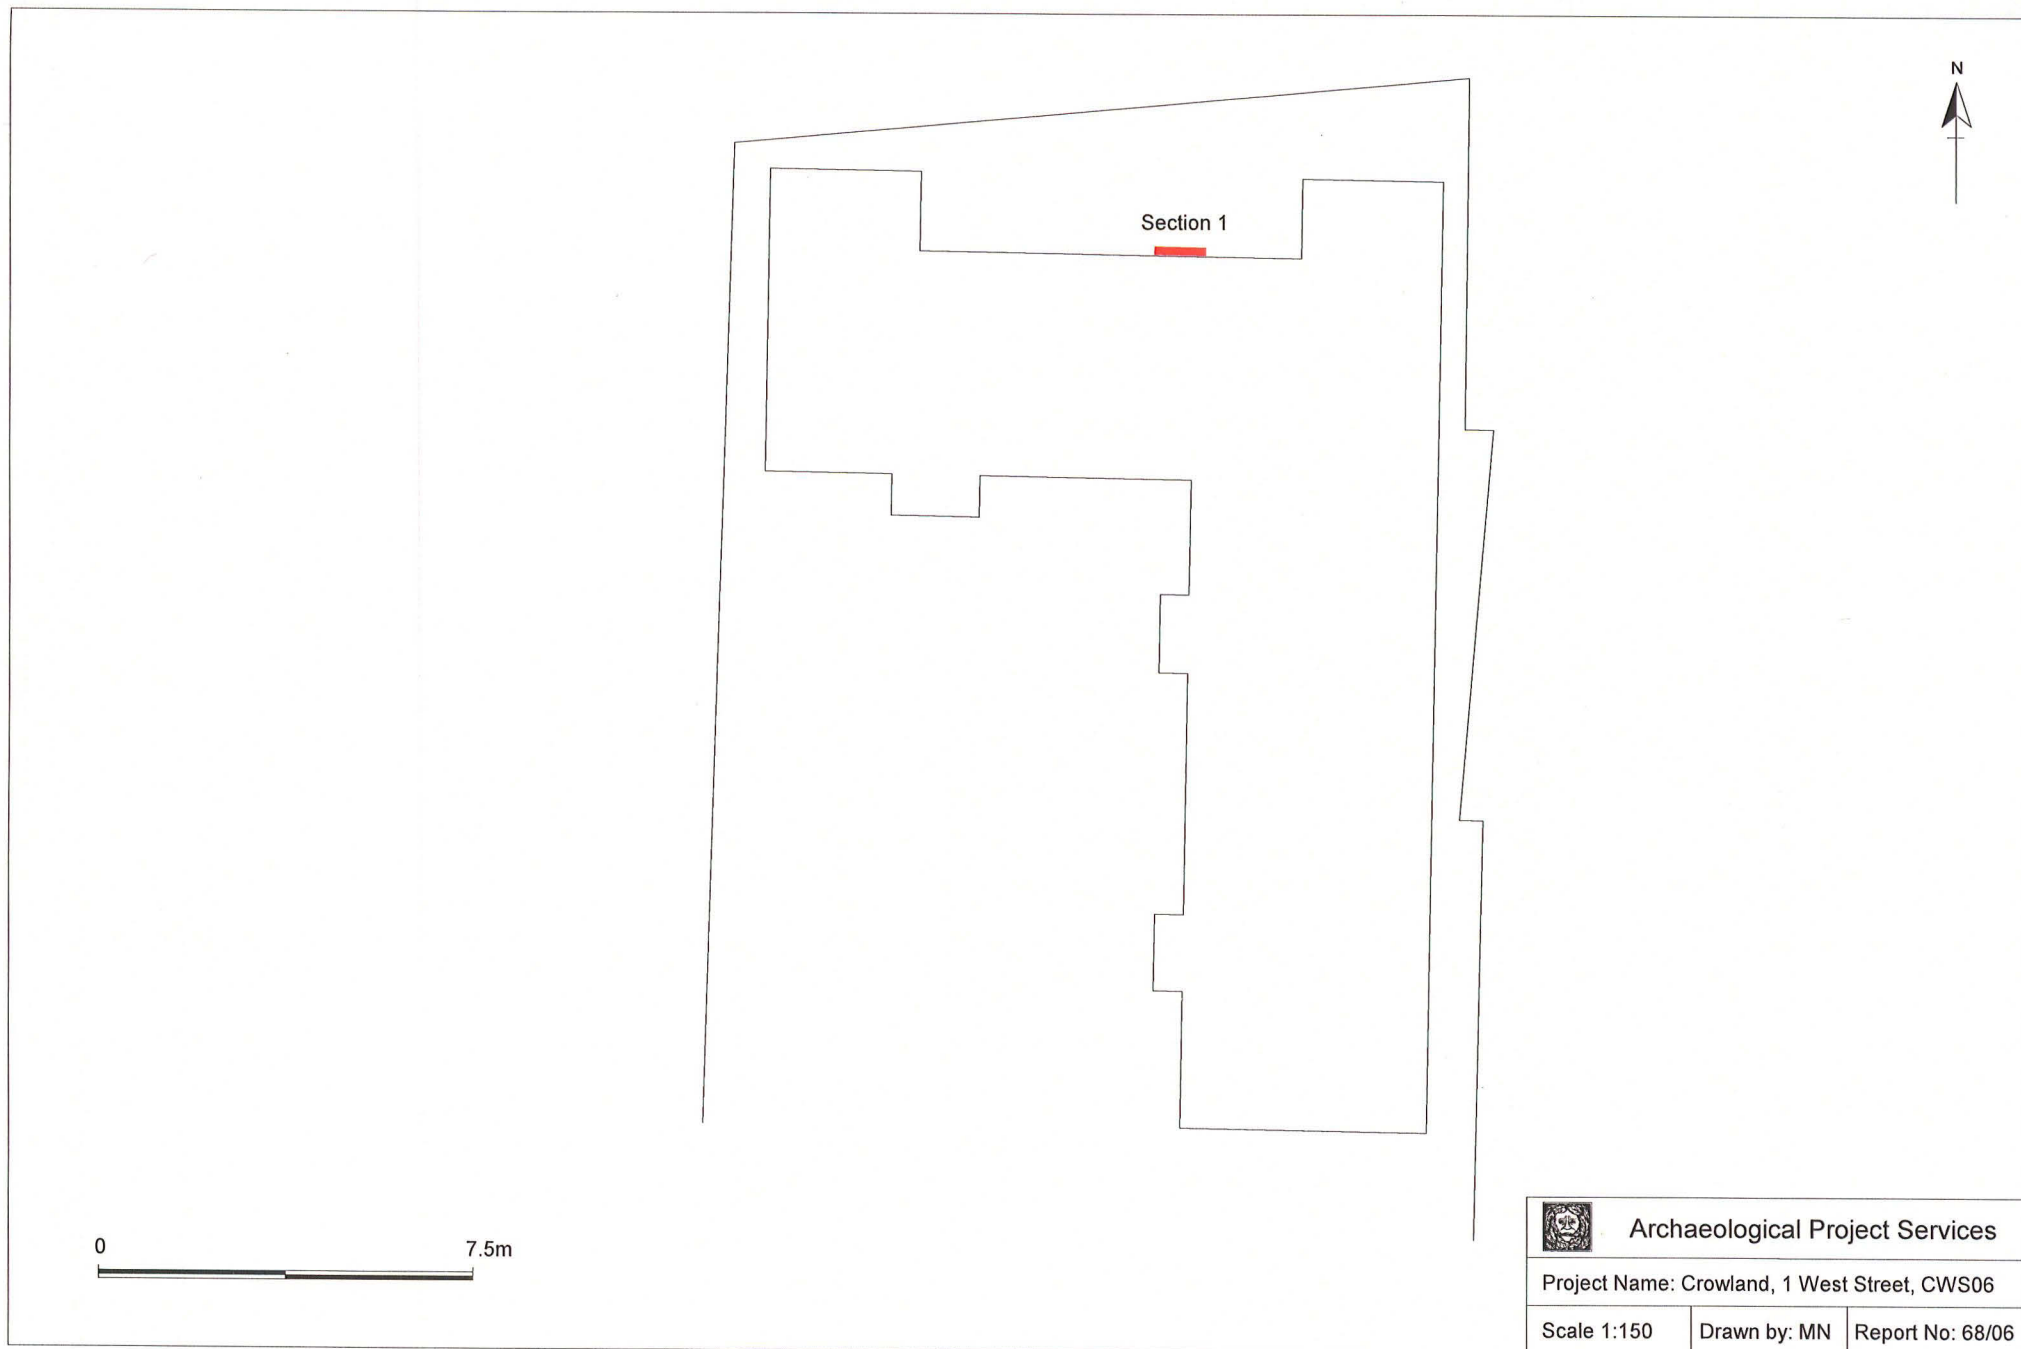 N
Section 1
0 7.5m
Archaeological Project Services
Project Name: Crowland, 1 West Street, CWS06
Scale 1:150 Drawn by: MN Report No: 68/06